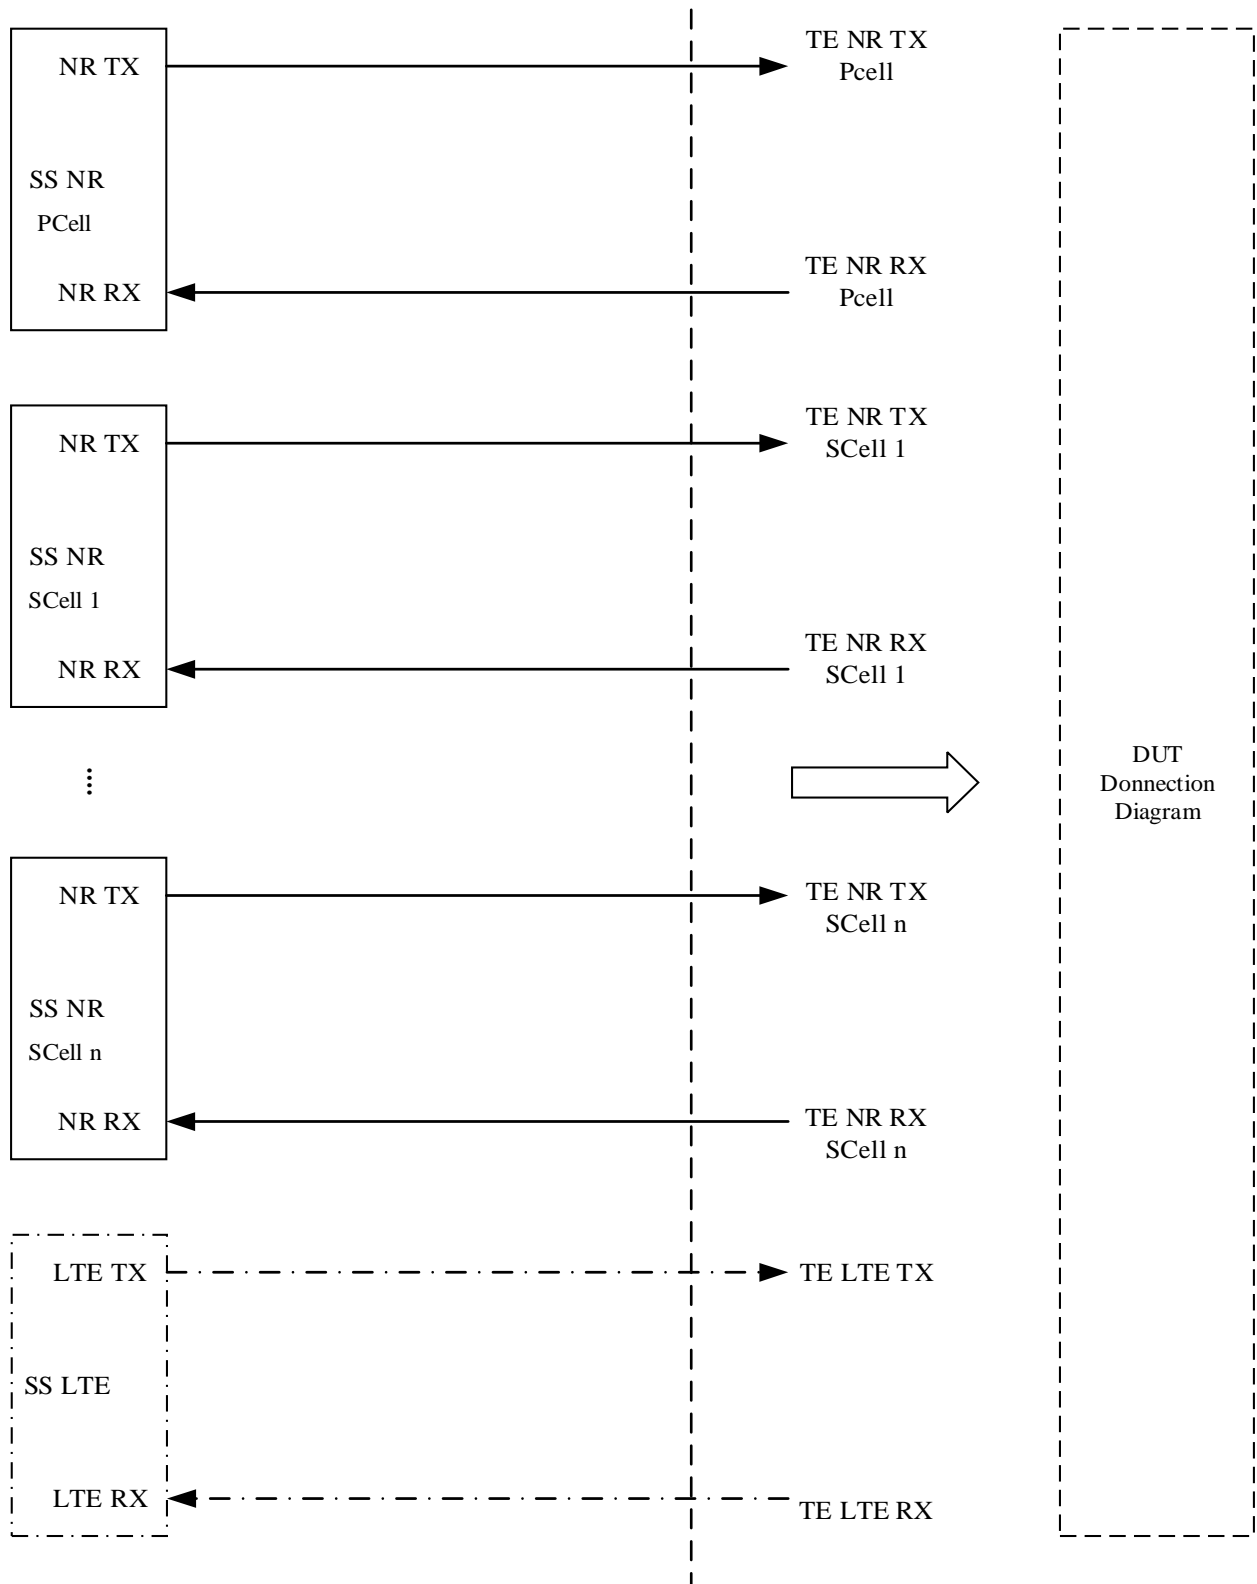 NR TX
SS NR
PCell
NR RX
TE NR TX
Pcell
TE NR RX
Pcell
NR TX
SS NR
SCell 1
NR RX
TE NR TX
SCell 1
TE NR RX
SCell 1
DUT
Donnection
Diagram
NR TX
SS NR
SCell n
NR RX
TE NR TX
SCell n
TE NR RX
SCell n
LTE TX
SS LTE
LTE RX
TE LTE TX
TE LTE RX